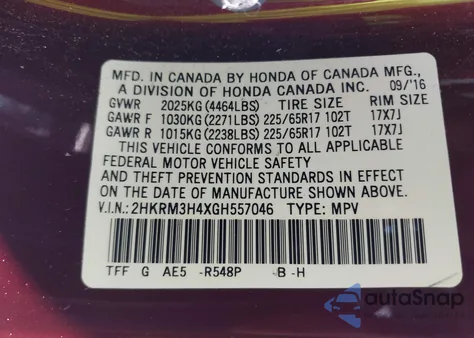 MFD. IN CANADA BY HONDA OF CANADA MFG.,
A DIVISION OF HONDA CANADA INC. 09/'16
GVWR 2025KG (4464LBS) TIRE SIZE RIM SIZE
GAWR F 1030KG (2271LBS) 225/65R17 102T 17X7J
GAWR R 1015KG (2238LBS) 225/65R17 102T 17X7J
THIS VEHICLE CONFORMS TO ALL APPLICABLE
FEDERAL MOTOR VEHICLE SAFETY
AND THEFT PREVENTION STANDARDS IN EFFECT
ON THE DATE OF MANUFACTURE SHOWN ABOVE.
V.I.N.: 2HKRM3H4XGH557046 TYPE: MPV
TFF G AE5 -R548P -B -H
autoSnap